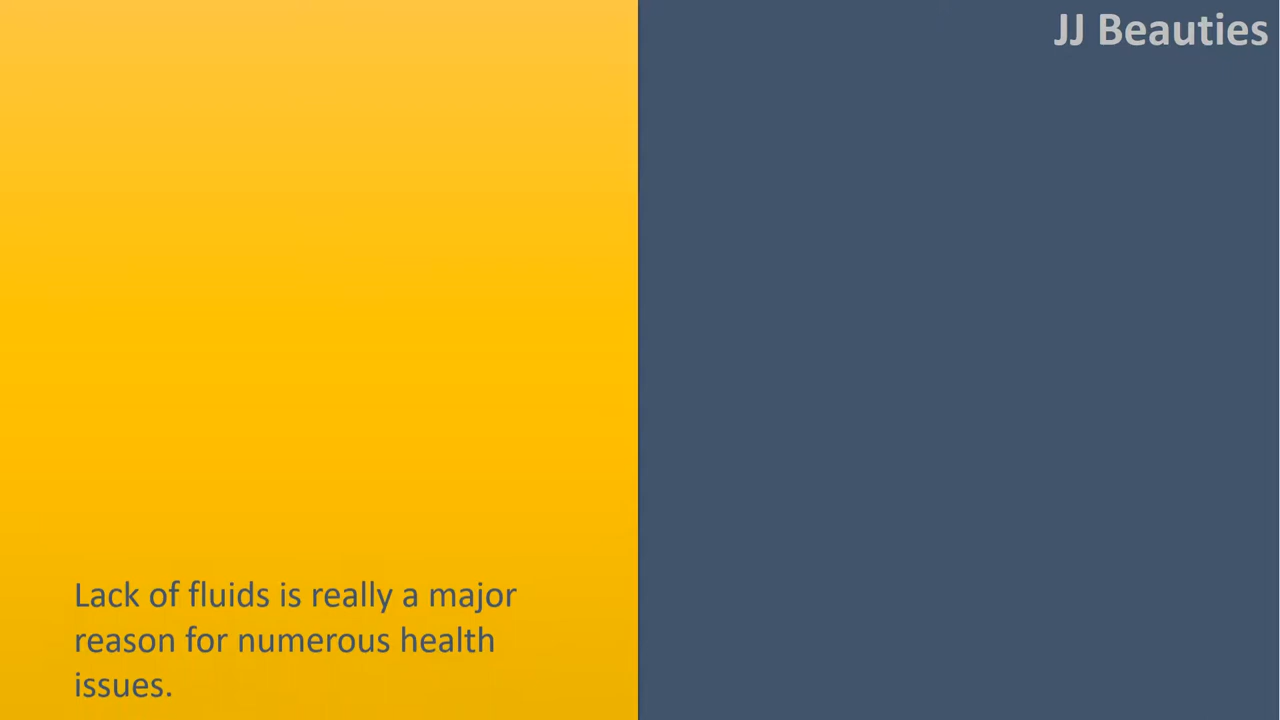 JJ Beauties
Lack of fluids is really a major
reason for numerous health
issues.